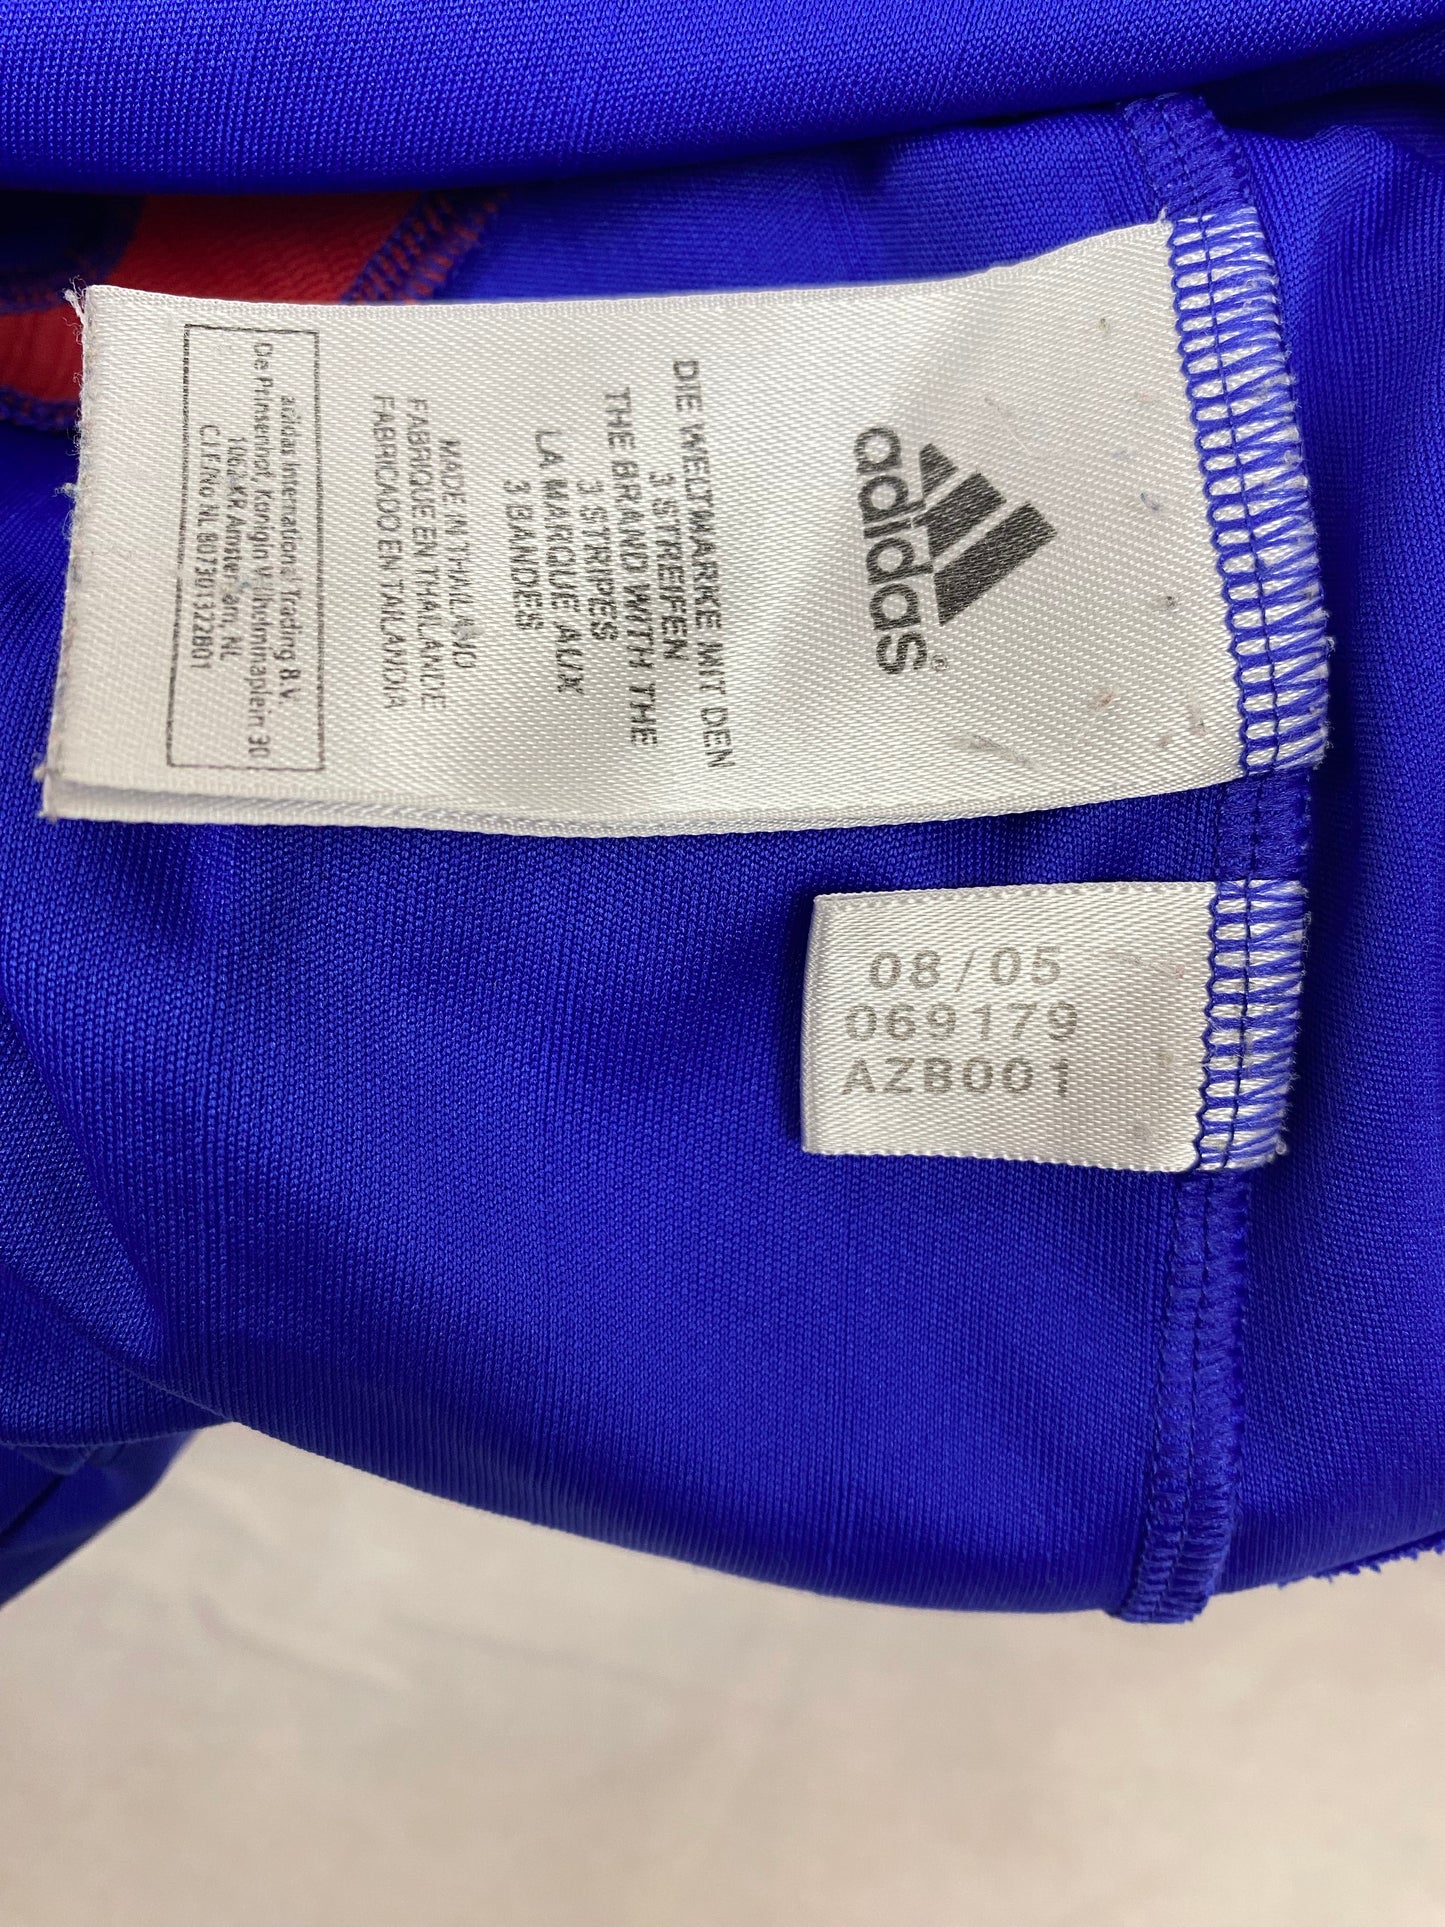 adidas®
DIE WELTMARKE MIT DEN
3 STREIFEN
THE BRAND WITH THE
3 STRIPES
LA MARQUE AUX
3 BANDES
MADE IN THAILAND
FABRIQUE EN THAILANDE
FABRICADO EN TAILANDIA
adidas International Trading B.V.
De Prinsenhof, Koningin Wilhelminaplein 30
1062 KR Amsterdam, NL
C.I.F/No NL 807301322B01
08/05
069179
AZB001